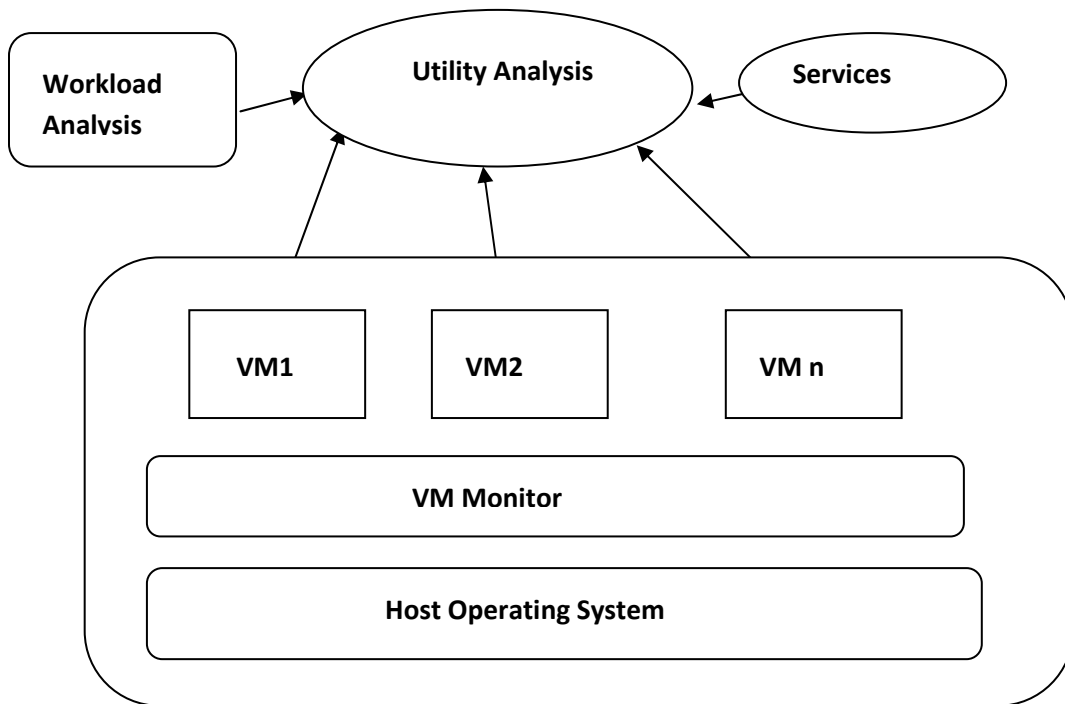 Workload
Analysis
Utility Analysis
Services
VM1
VM2
VM n
VM Monitor
Host Operating System